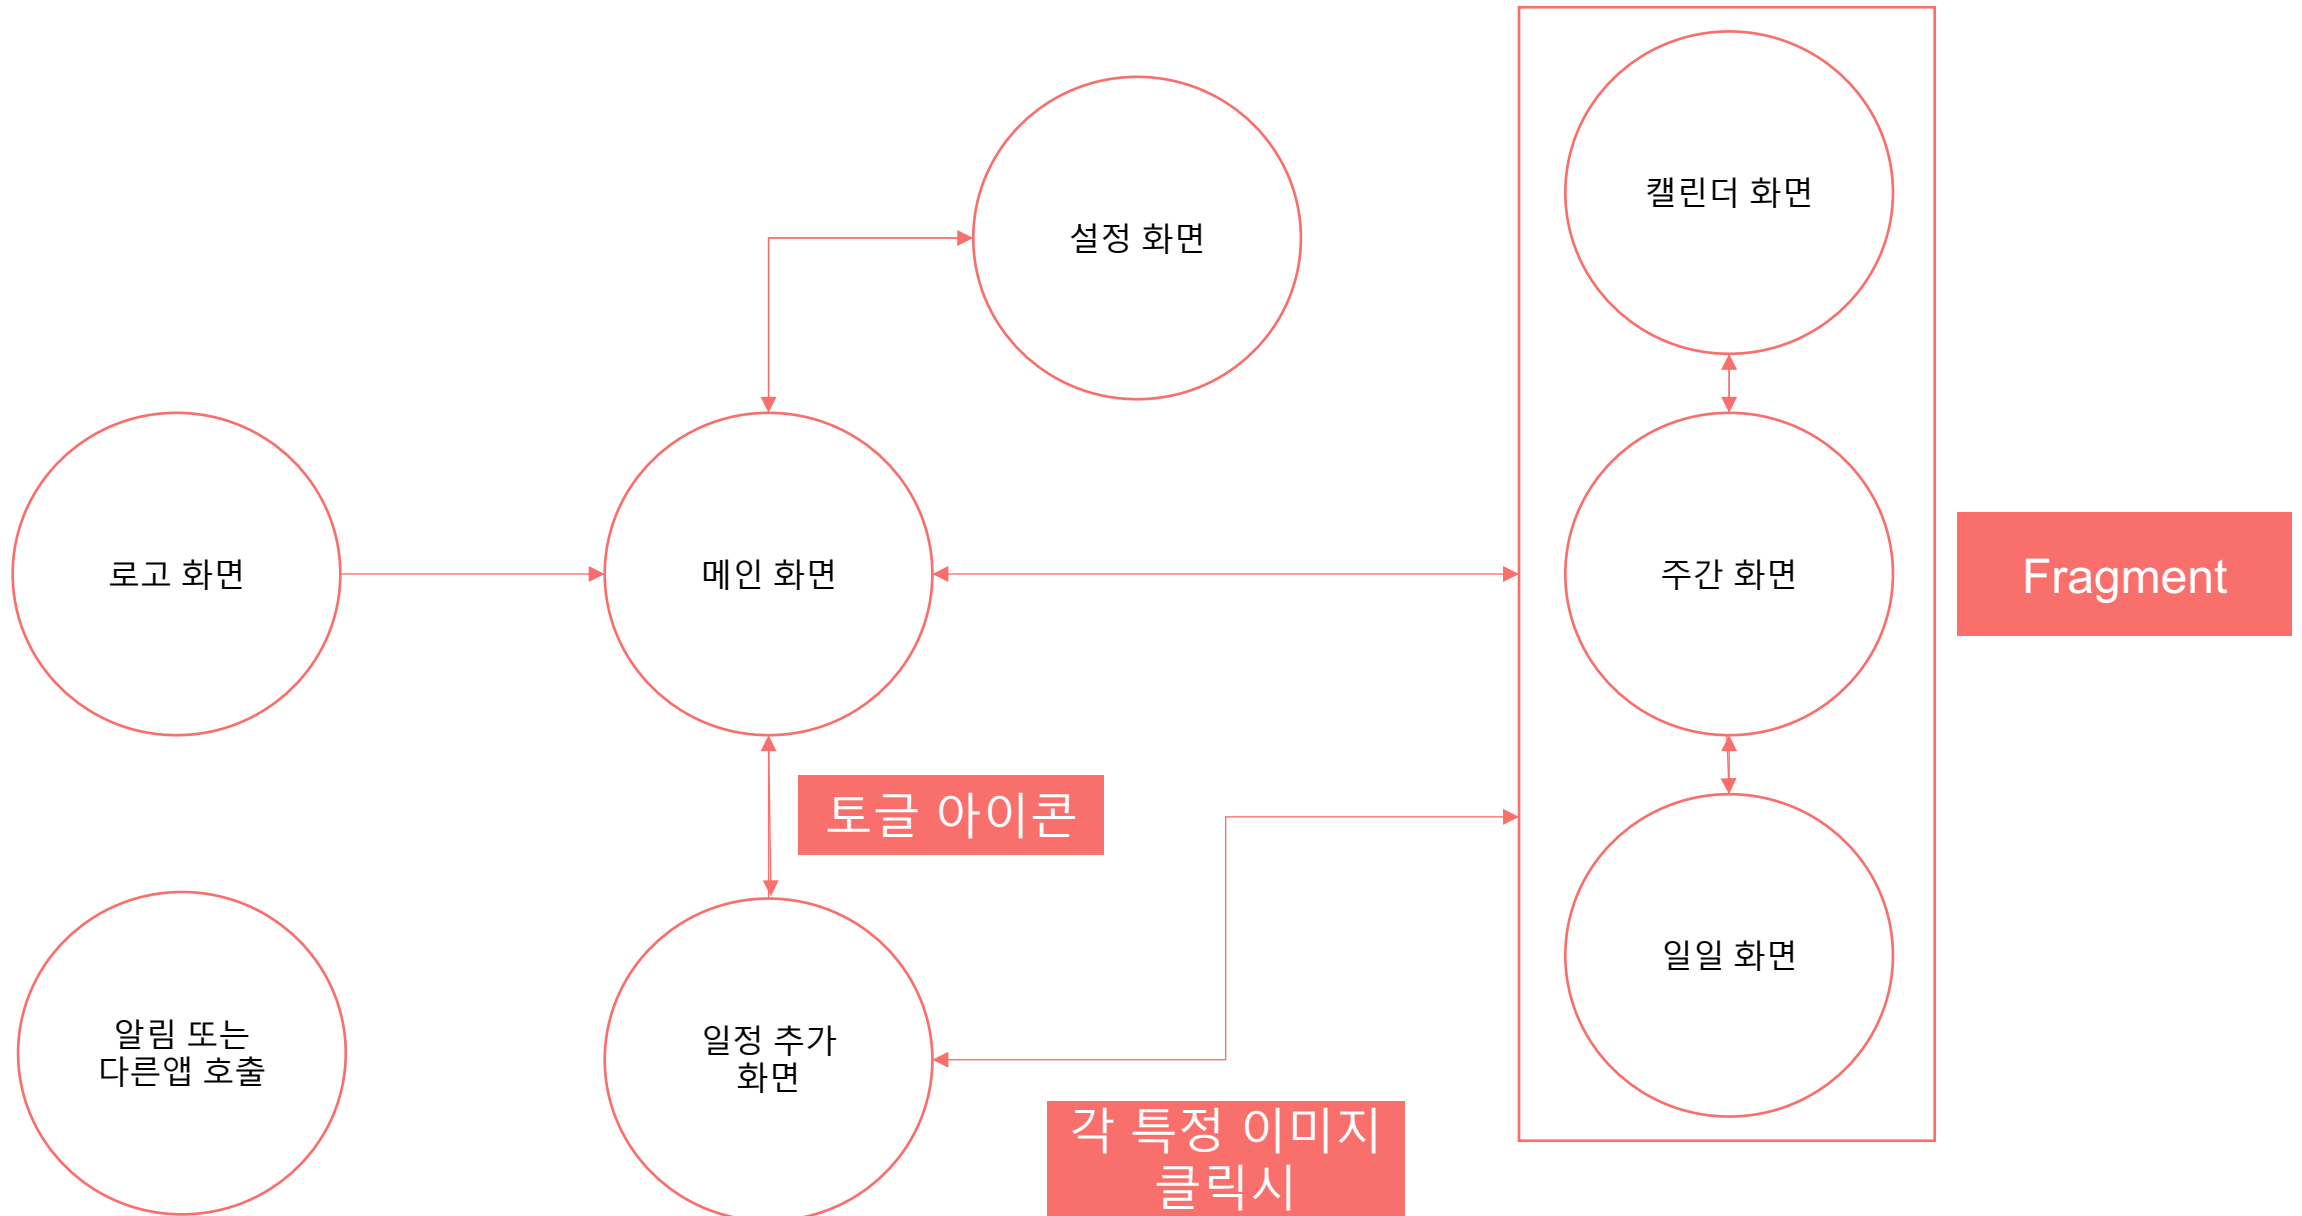 캘린더 화면
설정 화면
로고 화면
메인 화면
주간 화면
Fragment
토글 아이콘
일일 화면
알림 또는
다른앱 호출
일정 추가
화면
각 특정 이미지
클릭시